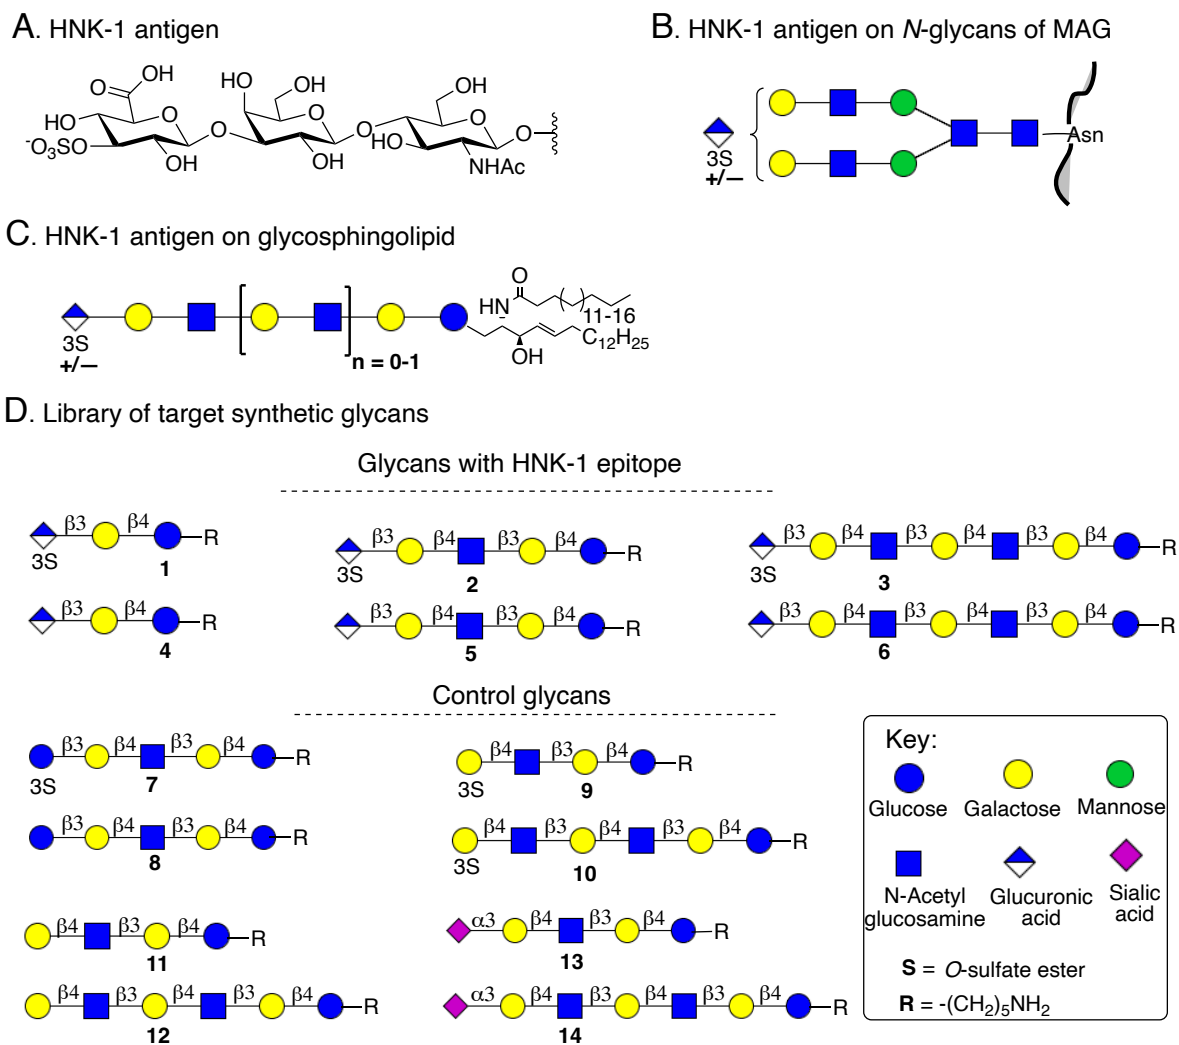 A. HNK-1 antigen
B. HNK-1 antigen on N-glycans of MAG
O
OH
HO
⁻O₃SO
O
OH
O
HO
OH
O
OH
O
HO
OH
O
NHAc
O
3S
+/—
Asn
C. HNK-1 antigen on glycosphingolipid
3S
+/—
n = 0-1
O
HN
11-16
C₁₂H₂₅
OH
D. Library of target synthetic glycans
Glycans with HNK-1 epitope
β3 β4 R
3S
1
β3 β4 β3 β4 R
3S
2
β3 β4 β3 β4 β3 β4 R
3S
3
β3 β4 R
4
β3 β4 β3 β4 R
5
β3 β4 β3 β4 β3 β4 R
6
Control glycans
β3 β4 β3 β4 R
3S
7
β4 β3 β4 R
3S
9
β3 β4 β3 β4 R
8
β4 β3 β4 β3 β4 R
3S
10
β4 β3 β4 R
11
α3 β4 β3 β4 R
13
β4 β3 β4 β3 β4 R
12
α3 β4 β3 β4 β3 β4 R
14
Key:
Glucose Galactose Mannose
N-Acetyl
glucosamine
Glucuronic
acid
Sialic
acid
S = O-sulfate ester
R = -(CH₂)₅NH₂